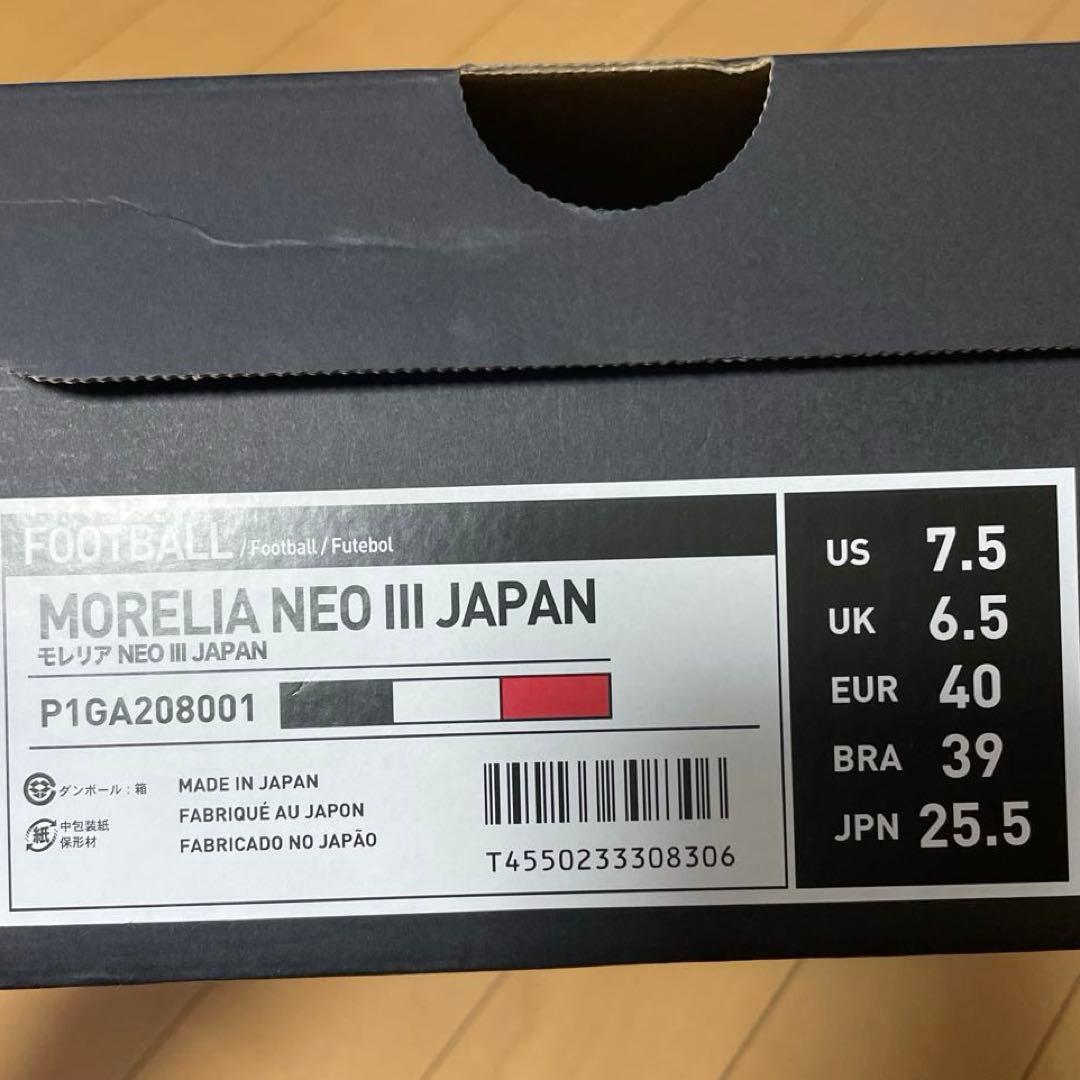 FOOTBALL /Football/Futebol
MORELIA NEO III JAPAN
モレリア NEO III JAPAN
P1GA208001
ダンボール：箱
紙 中包装紙
保形材
MADE IN JAPAN
FABRIQUÉ AU JAPON
FABRICADO NO JAPÃO
T4550233308306
US 7.5
UK 6.5
EUR 40
BRA 39
JPN 25.5